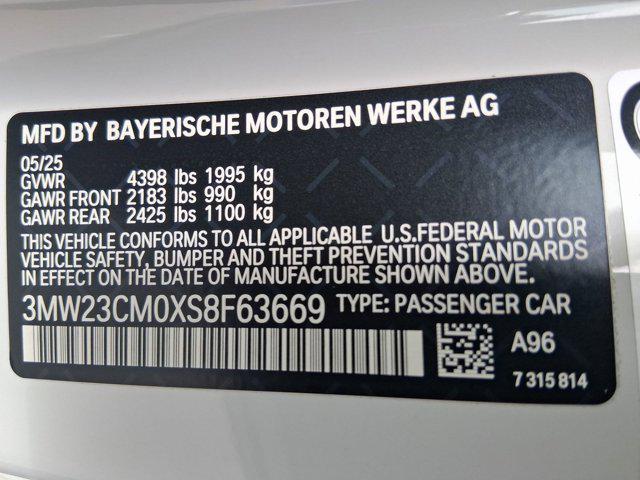 MFD BY BAYERISCHE MOTOREN WERKE AG
05/25
GVWR 4398 lbs 1995 kg
GAWR FRONT 2183 lbs 990 kg
GAWR REAR 2425 lbs 1100 kg
THIS VEHICLE CONFORMS TO ALL APPLICABLE U.S.FEDERAL MOTOR
VEHICLE SAFETY, BUMPER AND THEFT PREVENTION STANDARDS
IN EFFECT ON THE DATE OF MANUFACTURE SHOWN ABOVE.
3MW23CM0XS8F63669 TYPE: PASSENGER CAR
A96
7 315 814